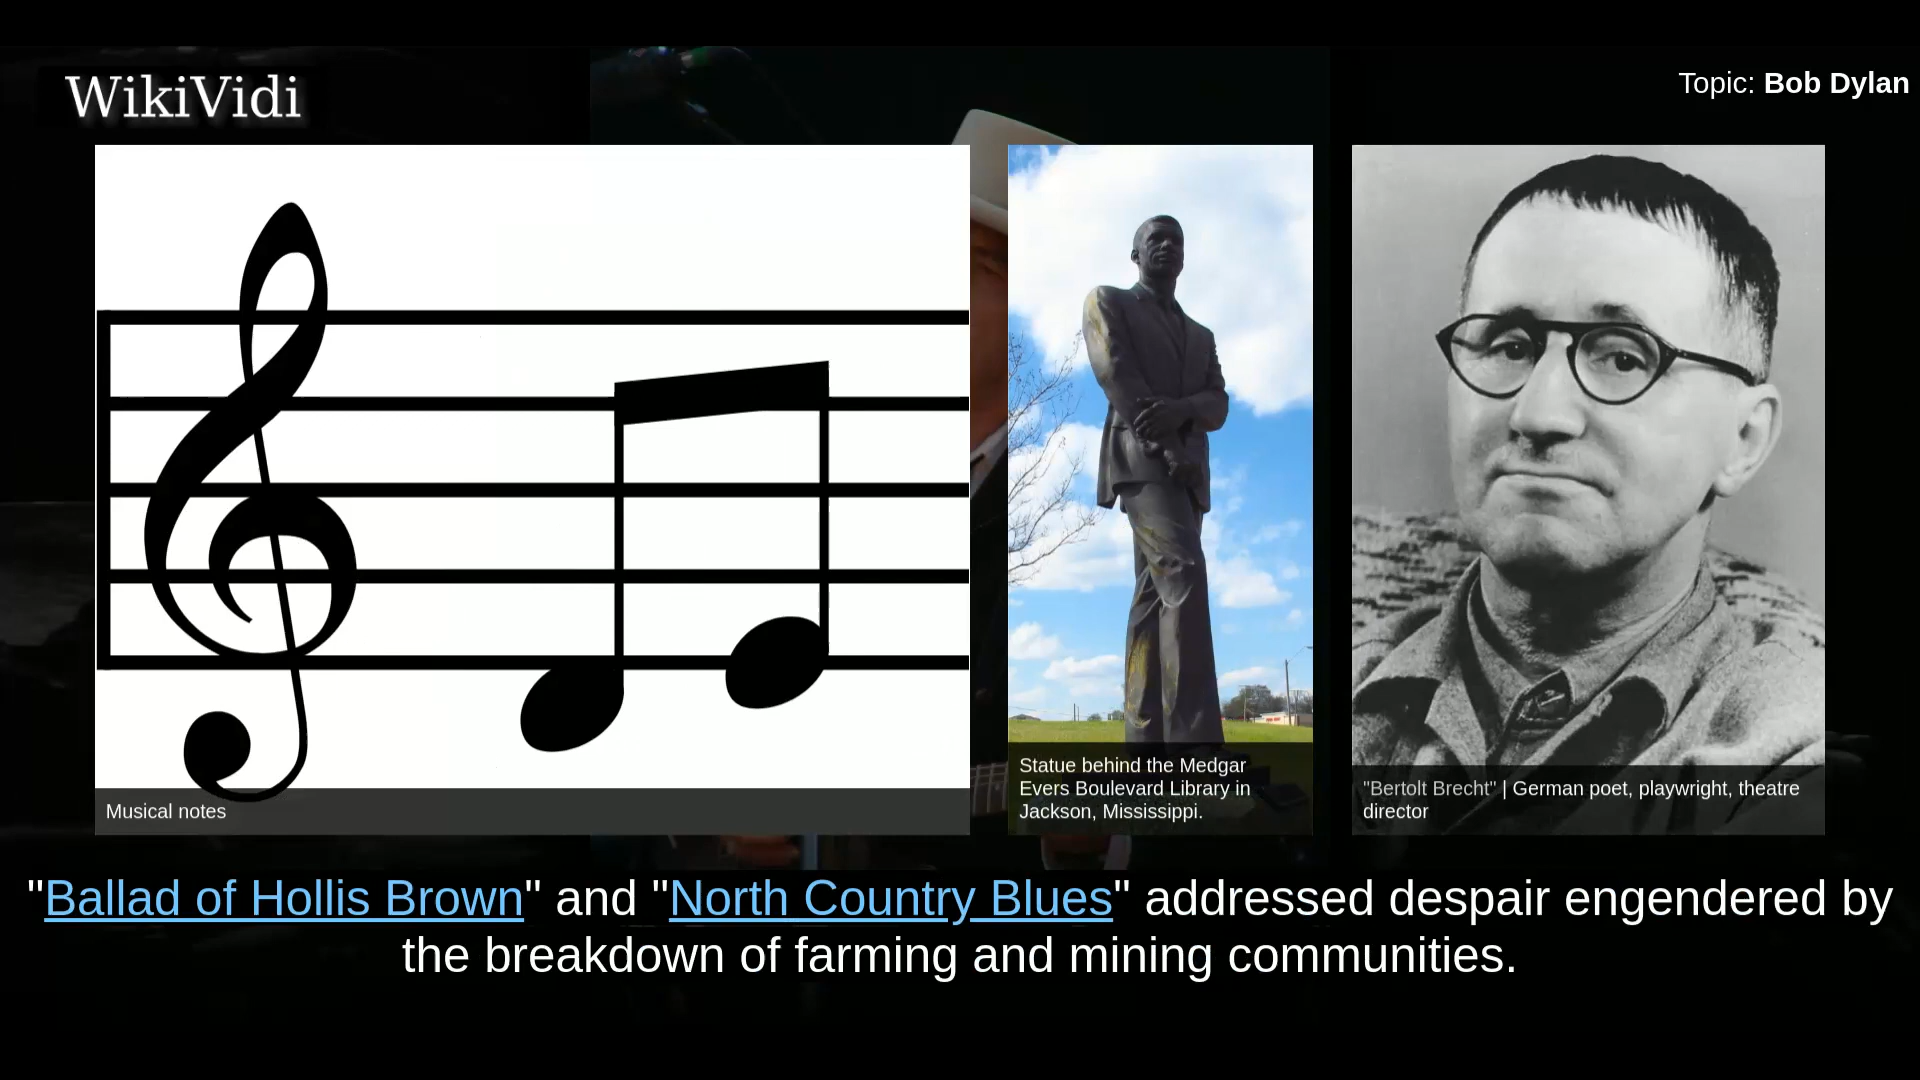 WikiVidi
Topic: Bob Dylan
Musical notes
Statue behind the Medgar
Evers Boulevard Library in
Jackson, Mississippi.
"Bertolt Brecht" | German poet, playwright, theatre
director
"Ballad of Hollis Brown" and "North Country Blues" addressed despair engendered by
the breakdown of farming and mining communities.